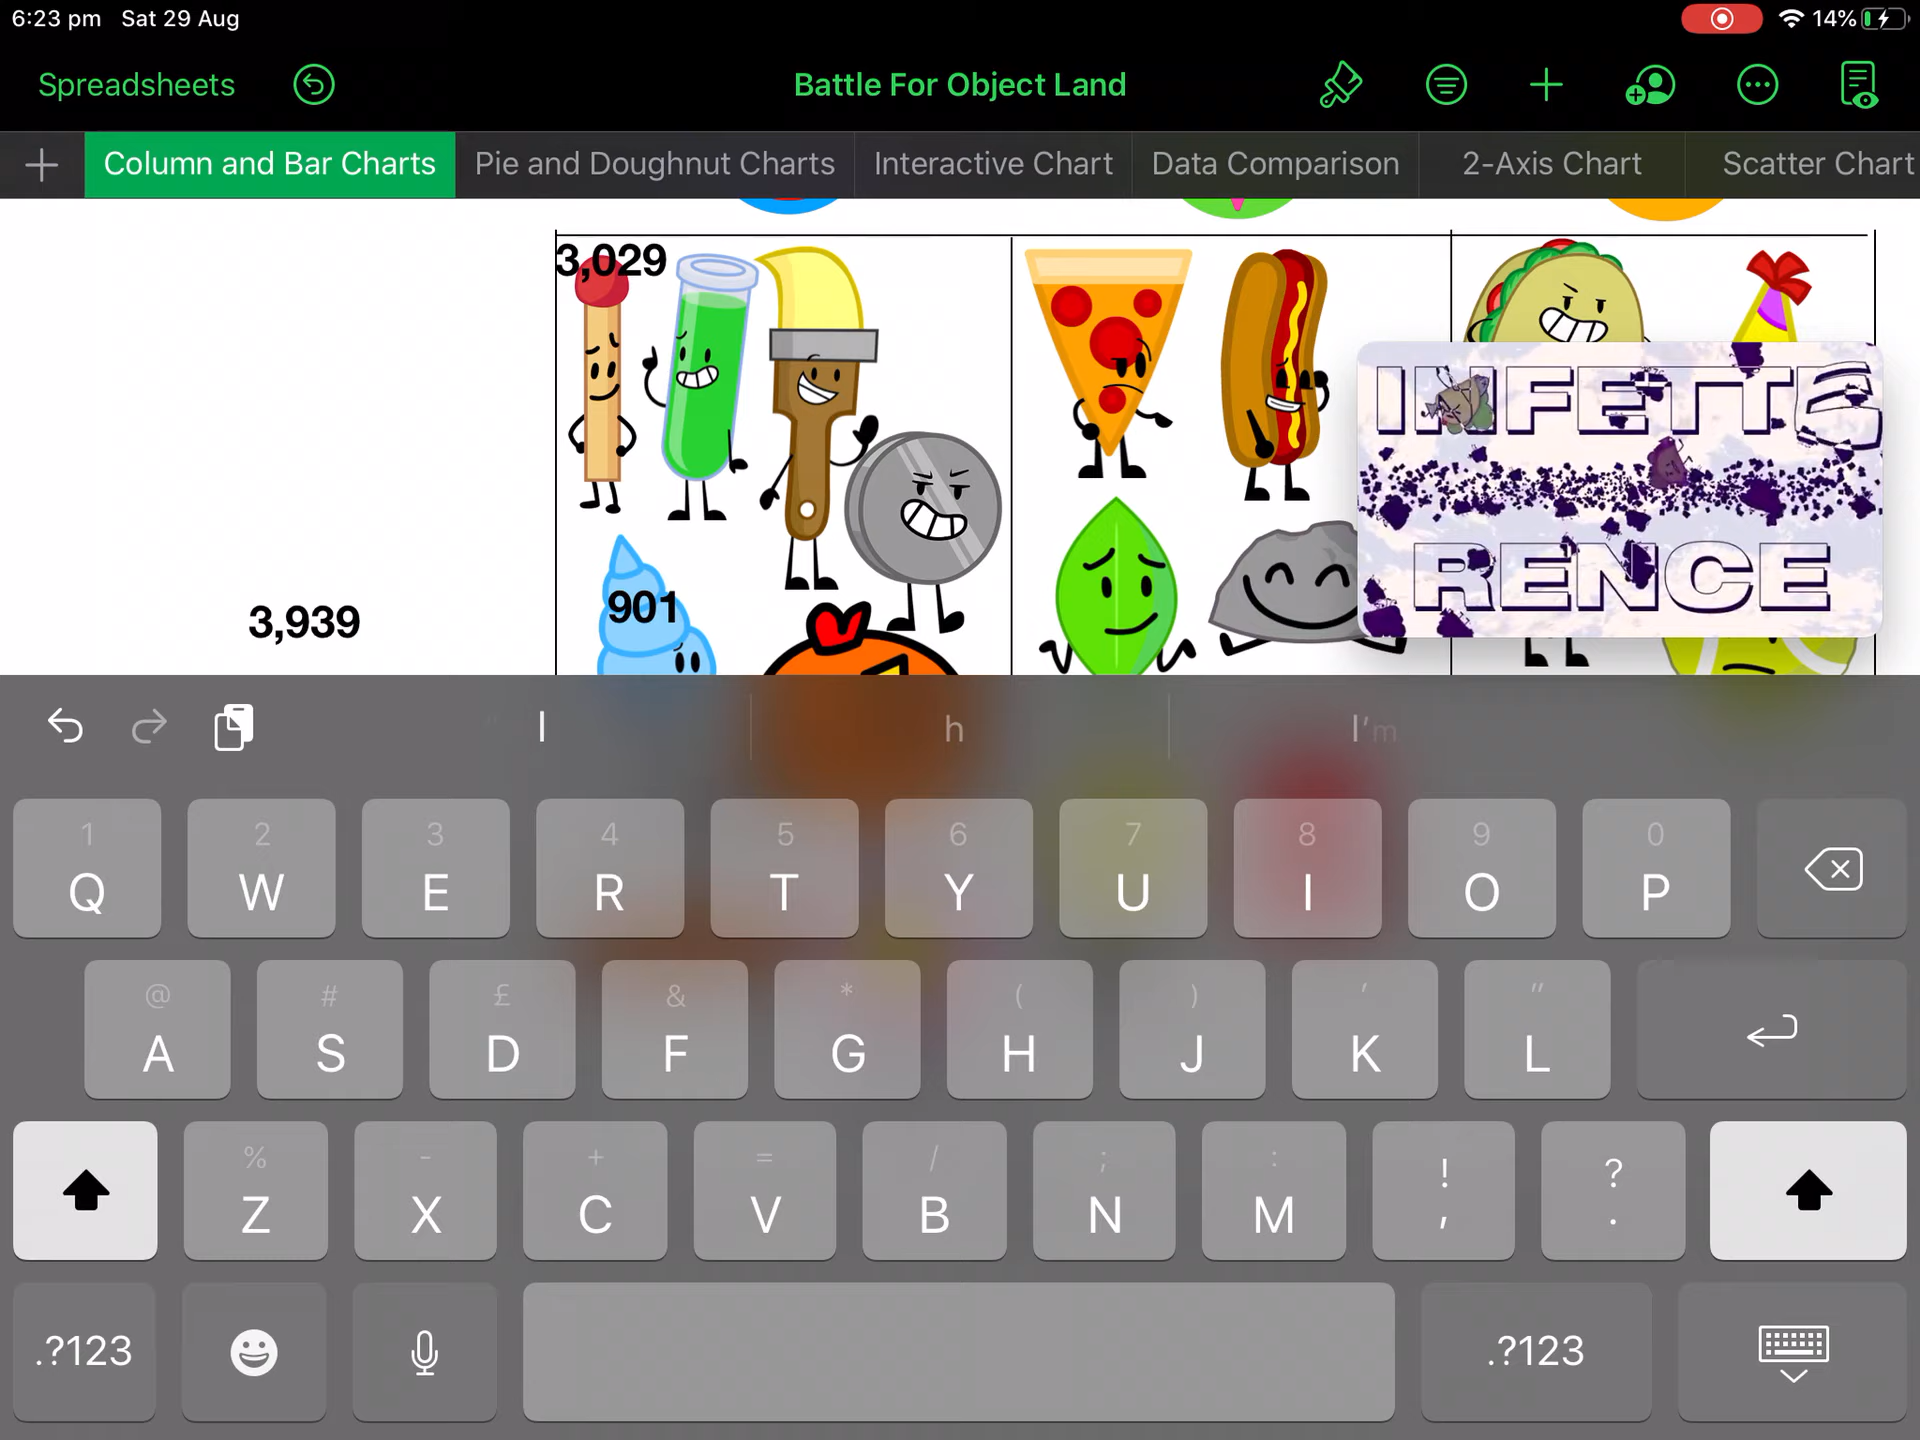 6:23 pm Sat 29 Aug
14%
Spreadsheets
Battle For Object Land
Column and Bar Charts
Pie and Doughnut Charts
Interactive Chart
Data Comparison
2-Axis Chart
Scatter Chart
3,029
INFETTE
RENCE
901
3,939
I
h
I'm
1 2 3 4 5 6 7 8 9 0
Q W E R T Y U I O P
@ # £ & * ( ) ' "
A S D F G H J K L
% - + = / ; : ! ?
Z X C V B N M , .
.?123
.?123